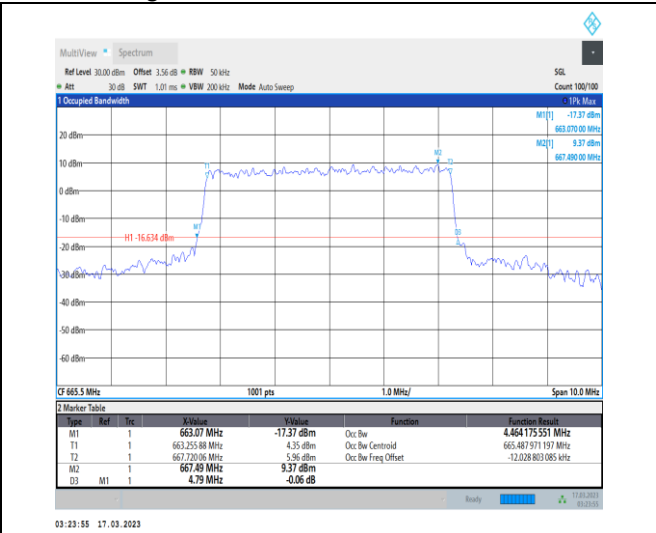 MultiView Spectrum
Ref Level 30.00 dBm Offset 3.56 dB RBW 50 kHz SGL
Att 30 dB SWT 1.01 ms VBW 200 kHz Mode Auto Sweep Count 100/100
1 Occupied Bandwidth 1Pk Max
M1[1] -17.37 dBm
663.070 00 MHz
M2[1] 9.37 dBm
667.490 00 MHz
20 dBm
M2
T1 T2
10 dBm
0 dBm
-10 dBm
M1
H1 -16.634 dBm
D3
-20 dBm
-30 dBm
-40 dBm
-50 dBm
-60 dBm
CF 665.5 MHz 1001 pts 1.0 MHz/ Span 10.0 MHz
2 Marker Table
Type Ref Trc X-Value Y-Value Function Function Result
M1 1 663.07 MHz -17.37 dBm Occ Bw 4.464 175 551 MHz
T1 1 663.255 88 MHz 4.35 dBm Occ Bw Centroid 665.487 971 197 MHz
T2 1 667.720 06 MHz 5.96 dBm Occ Bw Freq Offset -12.028 803 085 kHz
M2 1 667.49 MHz 9.37 dBm
D3 M1 1 4.79 MHz -0.06 dB
Ready 17.03.2023
03:23:55
03:23:55 17.03.2023